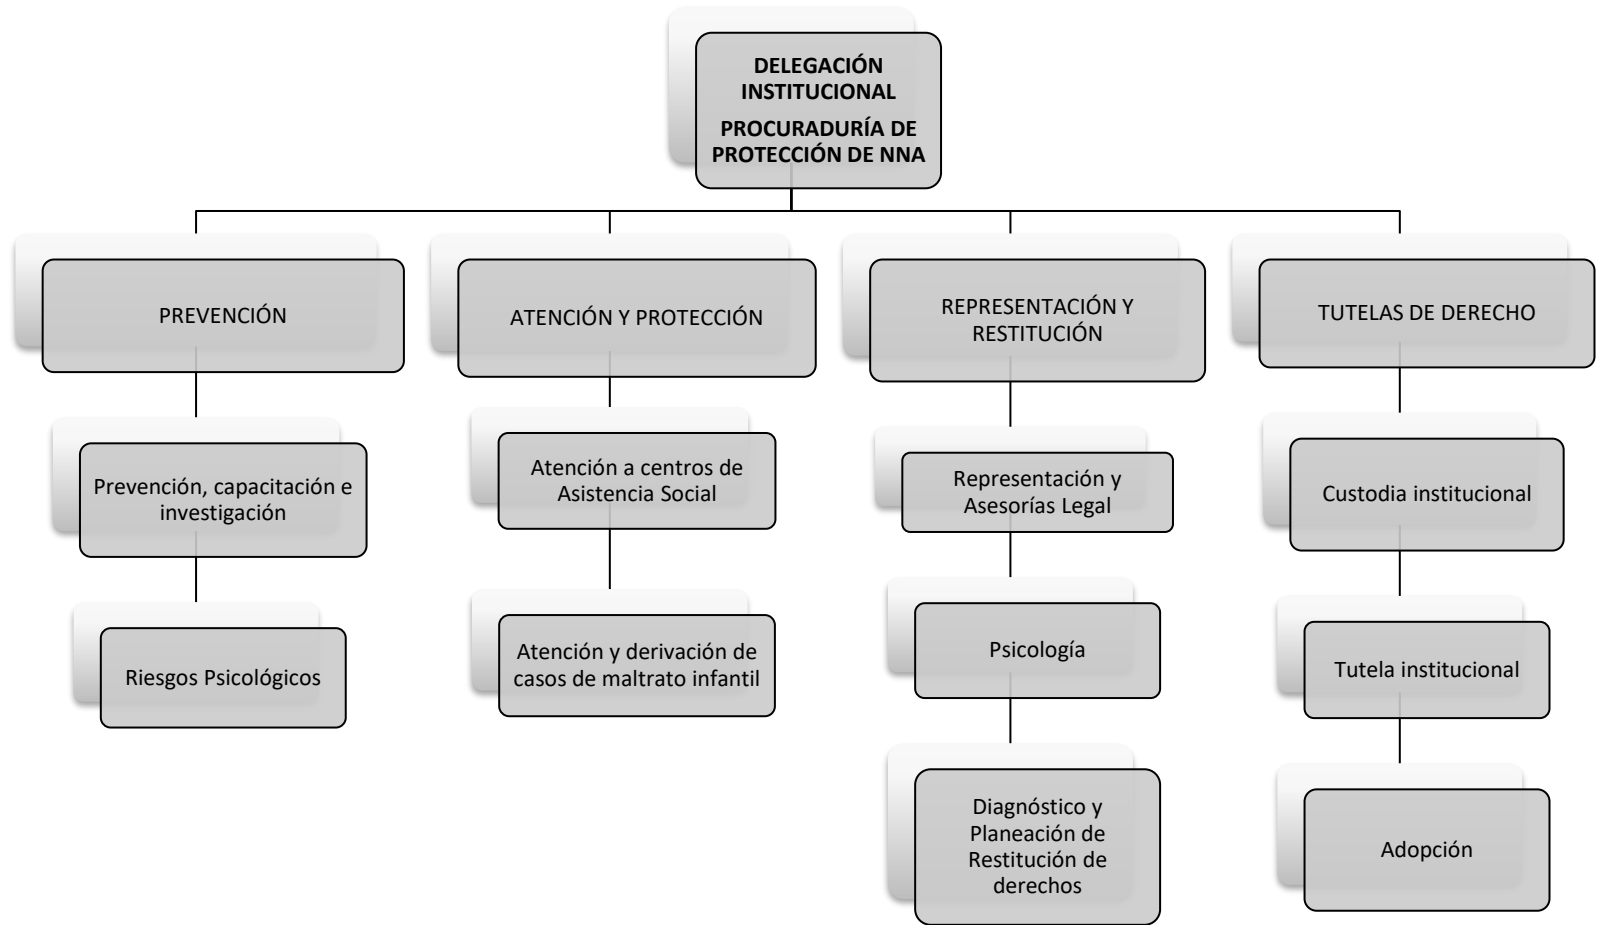 DELEGACIÓN
INSTITUCIONAL
PROCURADURÍA DE
PROTECCIÓN DE NNA
PREVENCIÓN
ATENCIÓN Y PROTECCIÓN
REPRESENTACIÓN Y
RESTITUCIÓN
TUTELAS DE DERECHO
Prevención, capacitación e
investigación
Riesgos Psicológicos
Atención a centros de
Asistencia Social
Atención y derivación de
casos de maltrato infantil
Representación y
Asesorías Legal
Psicología
Diagnóstico y
Planeación de
Restitución de
derechos
Custodia institucional
Tutela institucional
Adopción